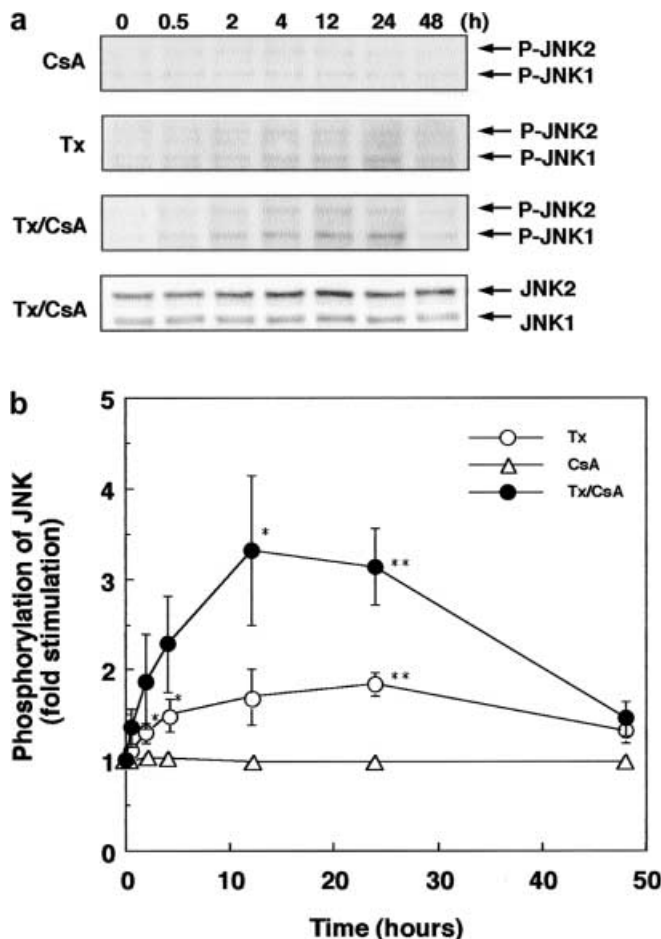 a
0 0.5 2 4 12 24 48 (h)
CsA
P-JNK2
P-JNK1
Tx
P-JNK2
P-JNK1
Tx/CsA
P-JNK2
P-JNK1
Tx/CsA
JNK2
JNK1
b
Phosphorylation of JNK
(fold stimulation)
5
4
3
2
1
0
Tx
CsA
Tx/CsA
*
**
*
*
**
0 10 20 30 40 50
Time (hours)